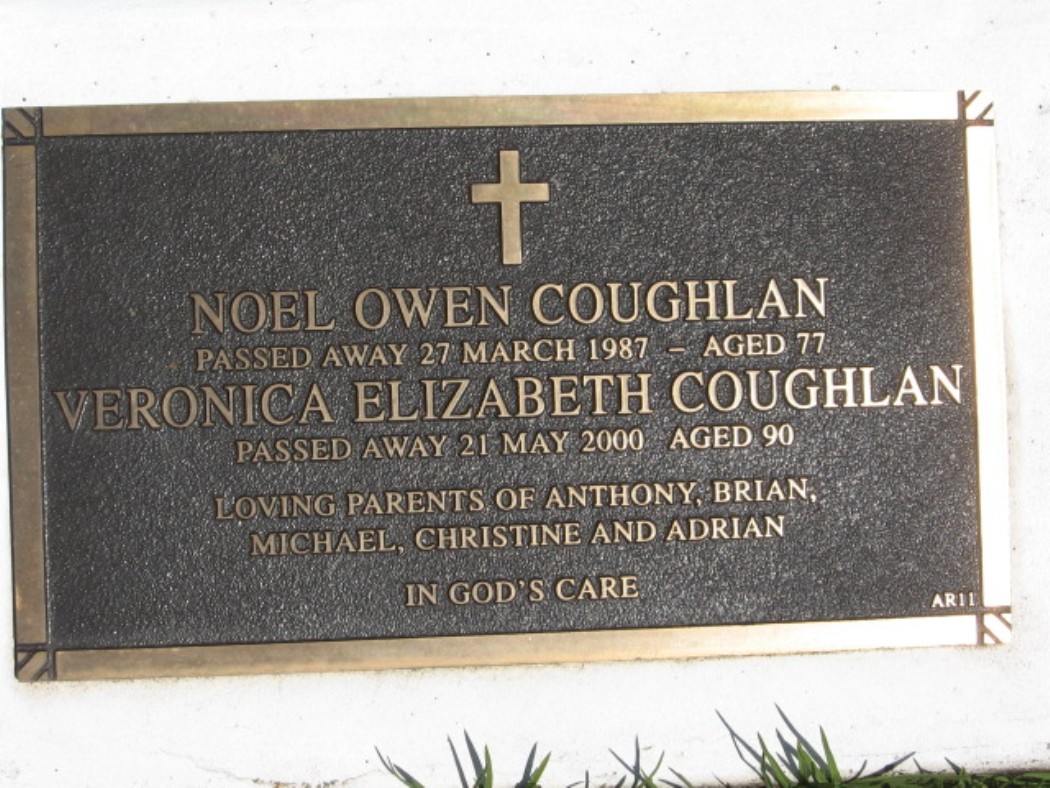 NOEL OWEN COUGHLAN
PASSED AWAY 27 MARCH 1987 – AGED 77
VERONICA ELIZABETH COUGHLAN
PASSED AWAY 21 MAY 2000 AGED 90
LOVING PARENTS OF ANTHONY, BRIAN,
MICHAEL, CHRISTINE AND ADRIAN
IN GOD'S CARE
AR11